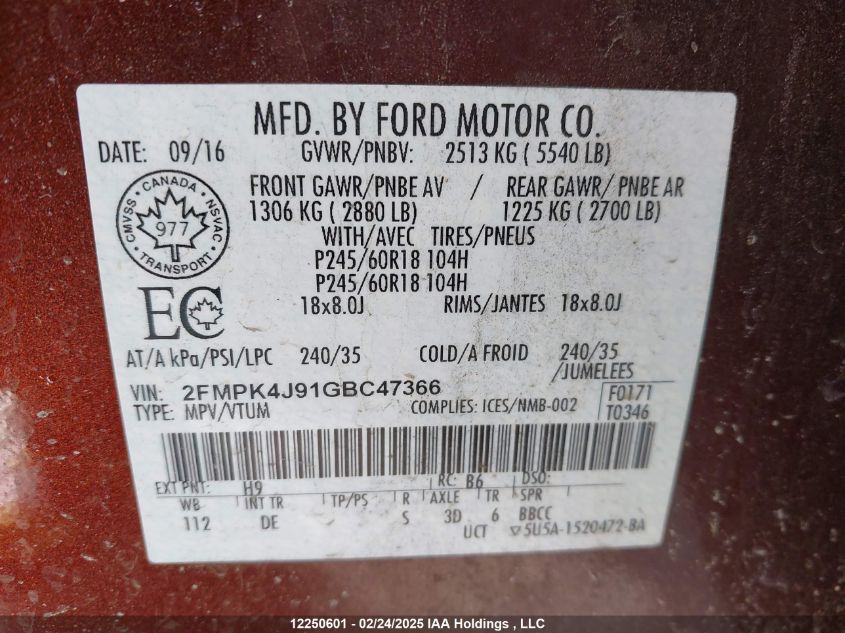 MFD. BY FORD MOTOR CO.
DATE: 09/16 GVWR/PNBV: 2513 KG ( 5540 LB)
FRONT GAWR/PNBE AV / REAR GAWR/ PNBE AR
1306 KG ( 2880 LB) 1225 KG ( 2700 LB)
WITH/AVEC TIRES/PNEUS
P245/60R18 104H
P245/60R18 104H
18x8.0J RIMS/JANTES 18x8.0J
CANADA
CMVSS NSVAC
977
TRANSPORT
EC
AT/A kPa/PSI/LPC 240/35 COLD/A FROID 240/35
/JUMELEES
VIN: 2FMPK4J91GBC47366 F0171
TYPE: MPV/VTUM COMPLIES: ICES/NMB-002 T0346
EXT PNT: H9 RC: B6 DSO:
WB INT TR TP/PS R AXLE TR SPR
112 DE S 3D 6 BBCC
UCT ▽5U5A-1520472-BA
12250601 - 02/24/2025 IAA Holdings , LLC